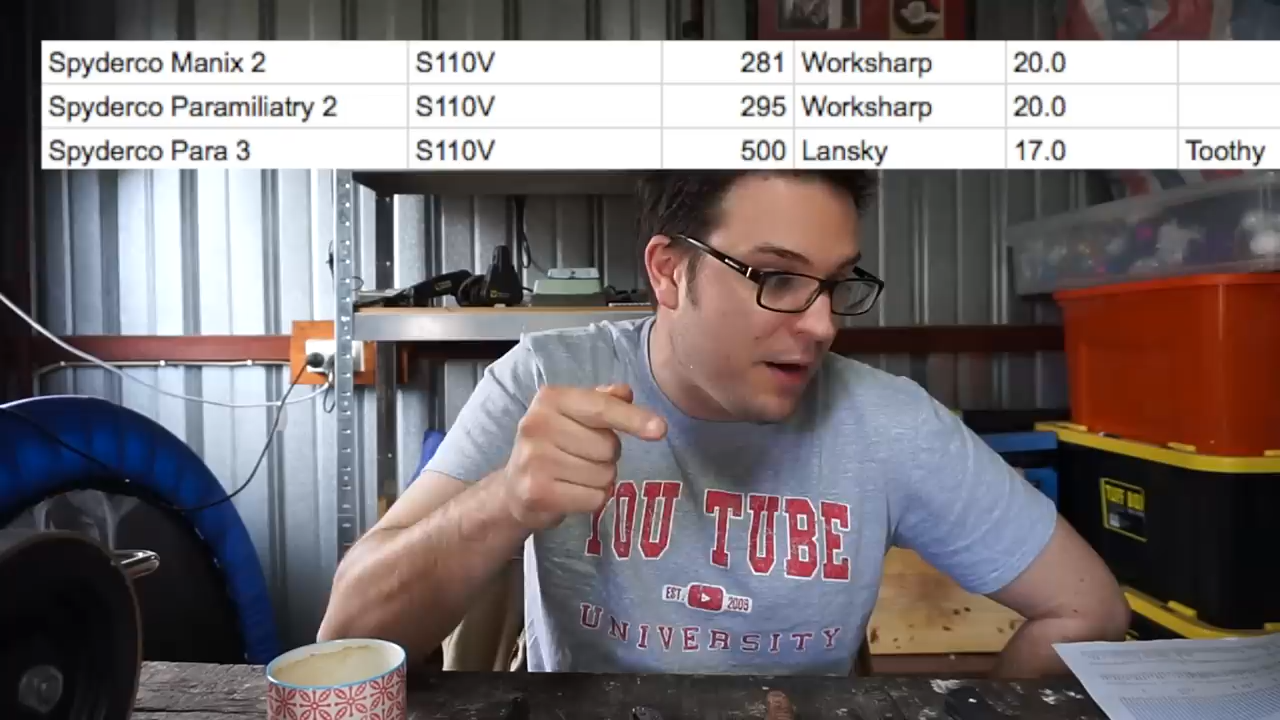 Spyderco Manix 2 S110V 281 Worksharp 20.0
Spyderco Paramiliatry 2 S110V 295 Worksharp 20.0
Spyderco Para 3 S110V 500 Lansky 17.0 Toothy
YOU TUBE
EST. 2009
UNIVERSITY